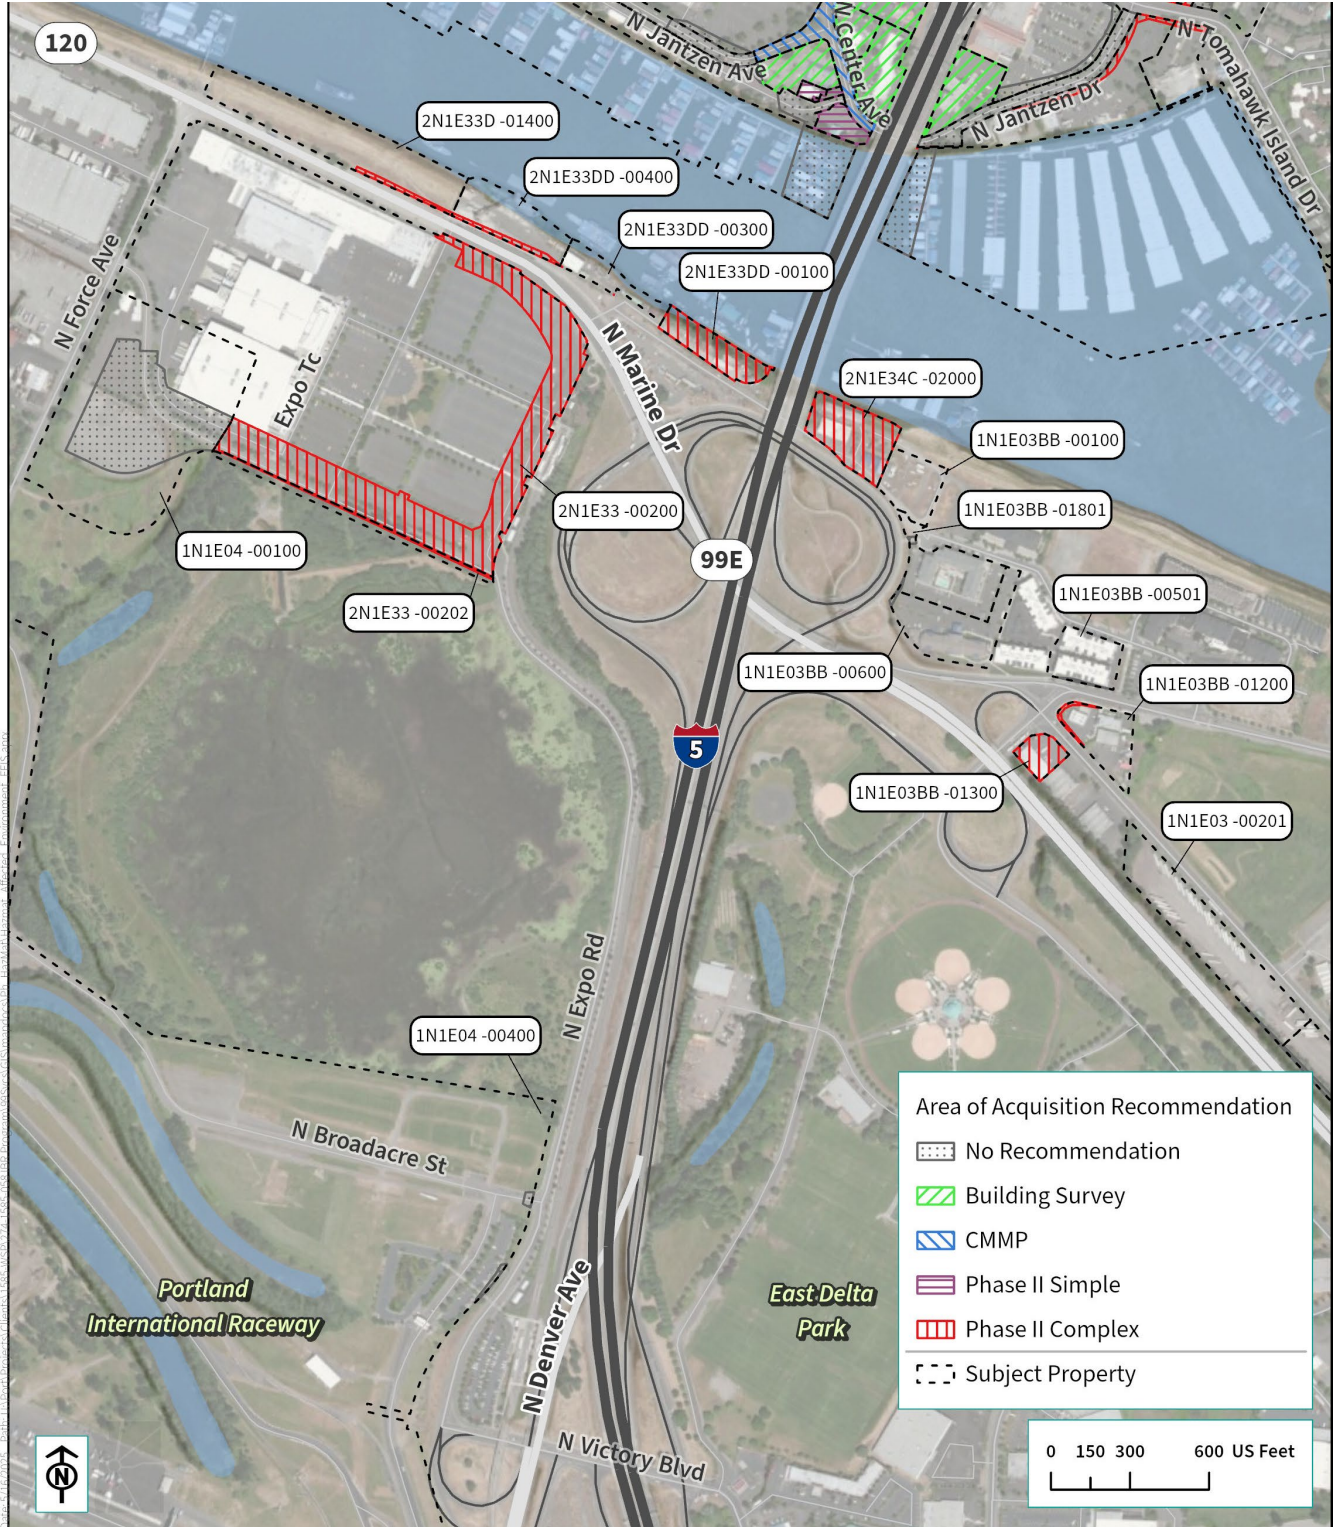 120
N Jantzen Ave
N Center Ave
N Jantzen Dr
N Tomahawk Island Dr
2N1E33D -01400
2N1E33DD -00400
2N1E33DD -00300
2N1E33DD -00100
N Force Ave
Expo Tc
N Marine Dr
2N1E34C -02000
1N1E03BB -00100
1N1E03BB -01801
2N1E33 -00200
1N1E04 -00100
99E
2N1E33 -00202
1N1E03BB -00501
1N1E03BB -00600
1N1E03BB -01200
5
1N1E03BB -01300
1N1E03 -00201
N Expo Rd
1N1E04 -00400
N Broadacre St
Portland
International Raceway
East Delta
Park
N Denver Ave
N Victory Blvd
Area of Acquisition Recommendation
No Recommendation
Building Survey
CMMP
Phase II Simple
Phase II Complex
Subject Property
0 150 300 600 US Feet
N